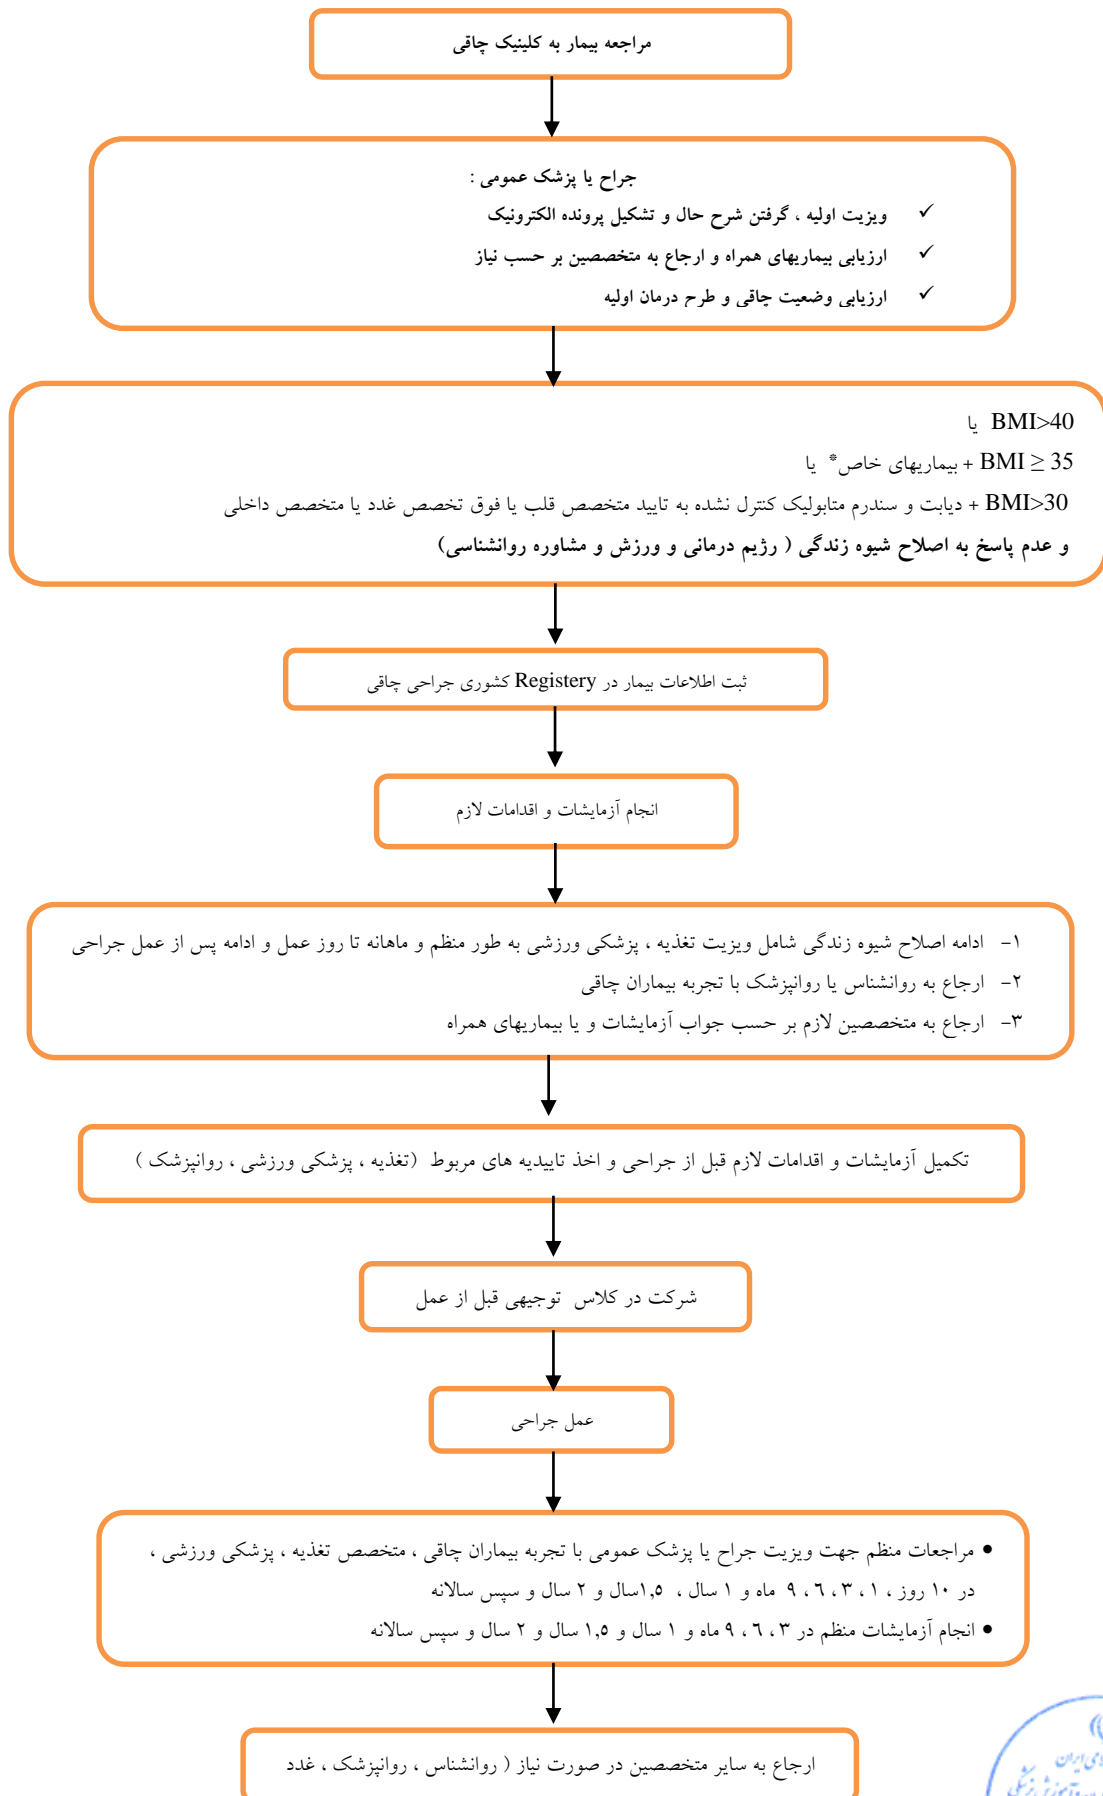 مراجعه بیمار به کلینیک چاقی
جراح یا پزشک عمومی :
✓ ویزیت اولیه ، گرفتن شرح حال و تشکیل پرونده الکترونیک
✓ ارزیابی بیماریهای همراه و ارجاع به متخصصین بر حسب نیاز
✓ ارزیابی وضعیت چاقی و طرح درمان اولیه
BMI>40 یا
BMI ≥ 35 + بیماریهای خاص* یا
BMI>30 + دیابت و سندرم متابولیک کنترل نشده به تایید متخصص قلب یا فوق تخصص غدد یا متخصص داخلی
و عدم پاسخ به اصلاح شیوه زندگی ( رژیم درمانی و ورزش و مشاوره روانشناسی)
ثبت اطلاعات بیمار در Registery کشوری جراحی چاقی
انجام آزمایشات و اقدامات لازم
۱- ادامه اصلاح شیوه زندگی شامل ویزیت تغذیه ، پزشکی ورزشی به طور منظم و ماهانه تا روز عمل و ادامه پس از عمل جراحی
۲- ارجاع به روانشناس یا روانپزشک با تجربه بیماران چاقی
۳- ارجاع به متخصصین لازم بر حسب جواب آزمایشات و یا بیماریهای همراه
تکمیل آزمایشات و اقدامات لازم قبل از جراحی و اخذ تاییدیه های مربوط (تغذیه ، پزشکی ورزشی ، روانپزشک )
شرکت در کلاس توجیهی قبل از عمل
عمل جراحی
● مراجعات منظم جهت ویزیت جراح یا پزشک عمومی با تجربه بیماران چاقی ، متخصص تغذیه ، پزشکی ورزشی ،
در ۱۰ روز ، ۱ ، ۳ ، ٦ ، ۹ ماه و ۱ سال ، ۱,٥سال و ۲ سال و سپس سالانه
● انجام آزمایشات منظم در ۳ ، ٦ ، ۹ ماه و ۱ سال و ۱,٥ سال و ۲ سال و سپس سالانه
ارجاع به سایر متخصصین در صورت نیاز ( روانشناس ، روانپزشک ، غدد